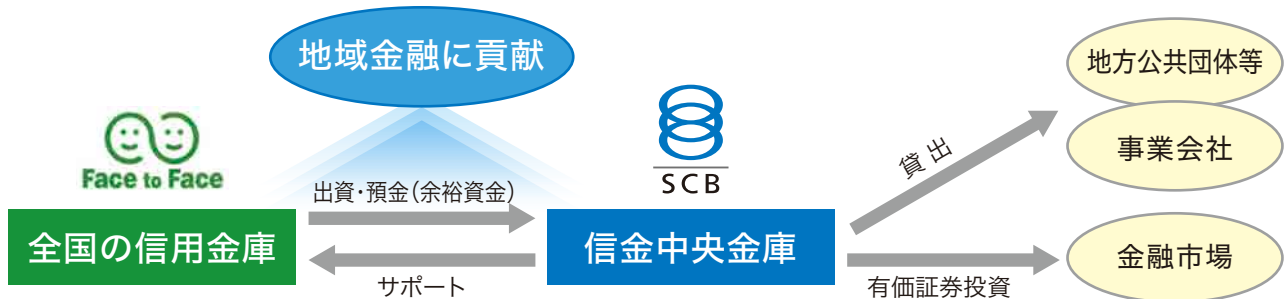 地域金融に貢献
Face to Face
SCB
出資・預金(余裕資金)
全国の信用金庫
信金中央金庫
サポート
貸出
有価証券投資
地方公共団体等
事業会社
金融市場